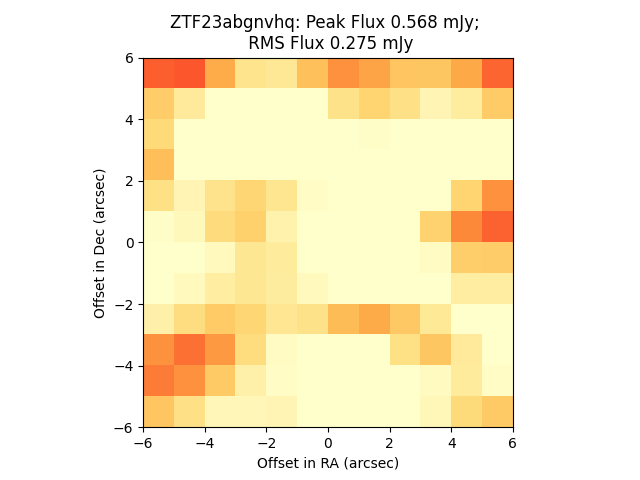 ZTF23abgnvhq: Peak Flux 0.568 mJy;
RMS Flux 0.275 mJy
6
4
2
0
−2
−4
−6
Offset in Dec (arcsec)
−6 −4 −2 0 2 4 6
Offset in RA (arcsec)